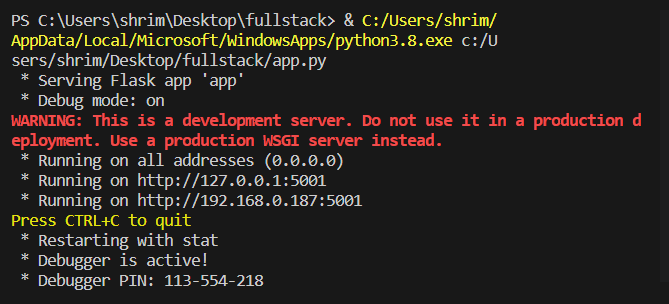 PS C:\Users\shrim\Desktop\fullstack> & C:/Users/shrim/
AppData/Local/Microsoft/WindowsApps/python3.8.exe c:/U
sers/shrim/Desktop/fullstack/app.py
 * Serving Flask app 'app'
 * Debug mode: on
WARNING: This is a development server. Do not use it in a production d
eployment. Use a production WSGI server instead.
 * Running on all addresses (0.0.0.0)
 * Running on http://127.0.0.1:5001
 * Running on http://192.168.0.187:5001
Press CTRL+C to quit
 * Restarting with stat
 * Debugger is active!
 * Debugger PIN: 113-554-218